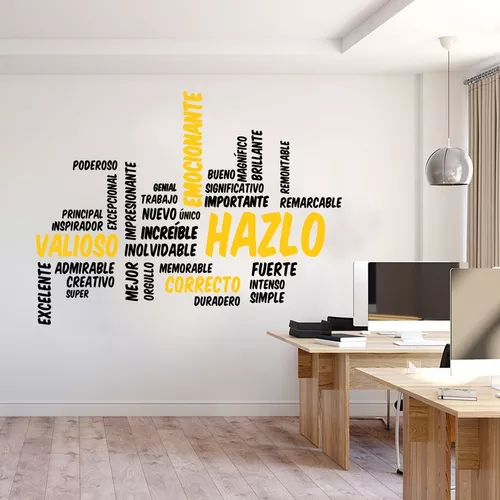 EMOCIONANTE
PODEROSO
EXCEPCIONAL
IMPRESIONANTE
GENIAL
TRABAJO
BUENO
MAGNÍFICO
BRILLANTE
REMONTABLE
SIGNIFICATIVO
IMPORTANTE
REMARCABLE
PRINCIPAL
INSPIRADOR
NUEVO
ÚNICO
VALIOSO
INCREÍBLE
INOLVIDABLE
HAZLO
EXCELENTE
ADMIRABLE
CREATIVO
SUPER
MEJOR
ORGULLO
MEMORABLE
CORRECTO
DURADERO
FUERTE
INTENSO
SIMPLE